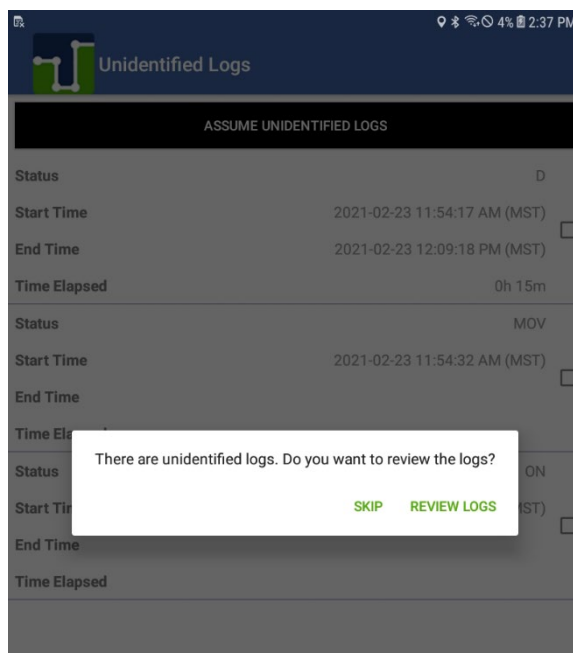 4% 2:37 PM
Unidentified Logs
ASSUME UNIDENTIFIED LOGS
Status D
Start Time 2021-02-23 11:54:17 AM (MST)
End Time 2021-02-23 12:09:18 PM (MST)
Time Elapsed 0h 15m
Status MOV
Start Time 2021-02-23 11:54:32 AM (MST)
End Time
Time
There are unidentified logs. Do you want to review the logs?
SKIP REVIEW LOGS
Status ON
Start
End Time
Time Elapsed